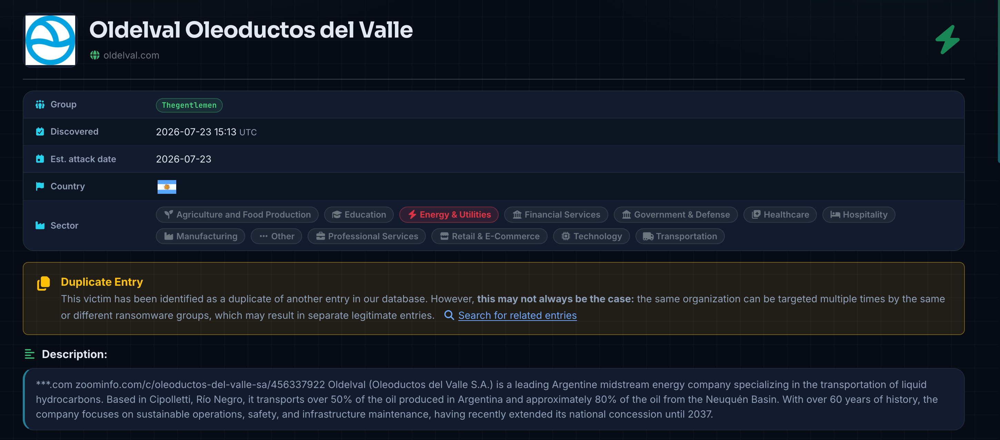 Oldelval Oleoductos del Valle
oldelval.com
Group Thegentlemen
Discovered 2026-07-23 15:13 UTC
Est. attack date 2026-07-23
Country
Sector
Agriculture and Food Production Education Energy & Utilities Financial Services Government & Defense Healthcare Hospitality
Manufacturing Other Professional Services Retail & E-Commerce Technology Transportation
Duplicate Entry
This victim has been identified as a duplicate of another entry in our database. However, this may not always be the case: the same organization can be targeted multiple times by the same
or different ransomware groups, which may result in separate legitimate entries. Search for related entries
Description:
***.com zoominfo.com/c/oleoductos-del-valle-sa/456337922 Oldelval (Oleoductos del Valle S.A.) is a leading Argentine midstream energy company specializing in the transportation of liquid
hydrocarbons. Based in Cipolletti, Río Negro, it transports over 50% of the oil produced in Argentina and approximately 80% of the oil from the Neuquén Basin. With over 60 years of history, the
company focuses on sustainable operations, safety, and infrastructure maintenance, having recently extended its national concession until 2037.